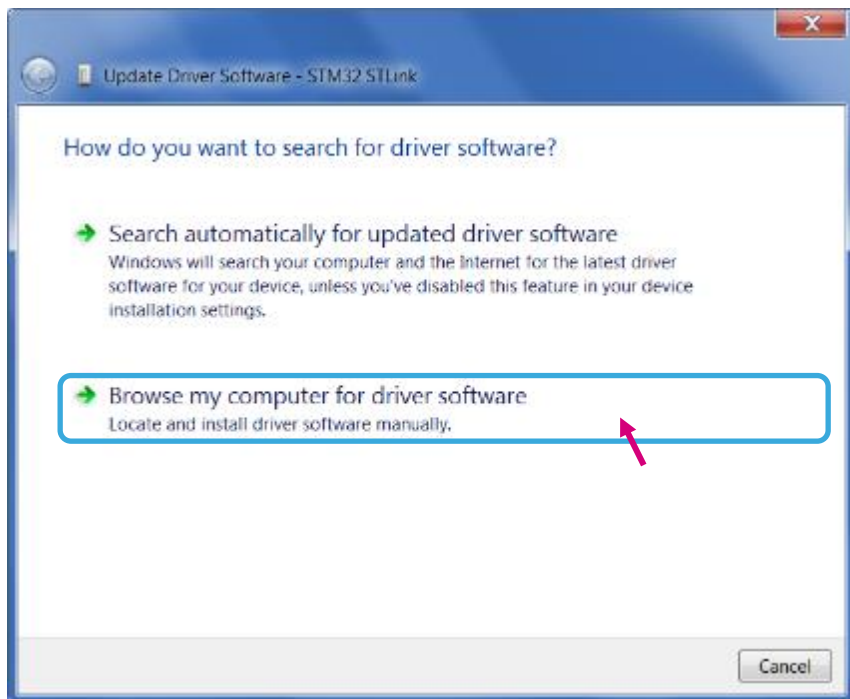 Update Driver Software - STM32 STLink
How do you want to search for driver software?
Search automatically for updated driver software
Windows will search your computer and the Internet for the latest driver
software for your device, unless you've disabled this feature in your device
installation settings.
Browse my computer for driver software
Locate and install driver software manually.
Cancel